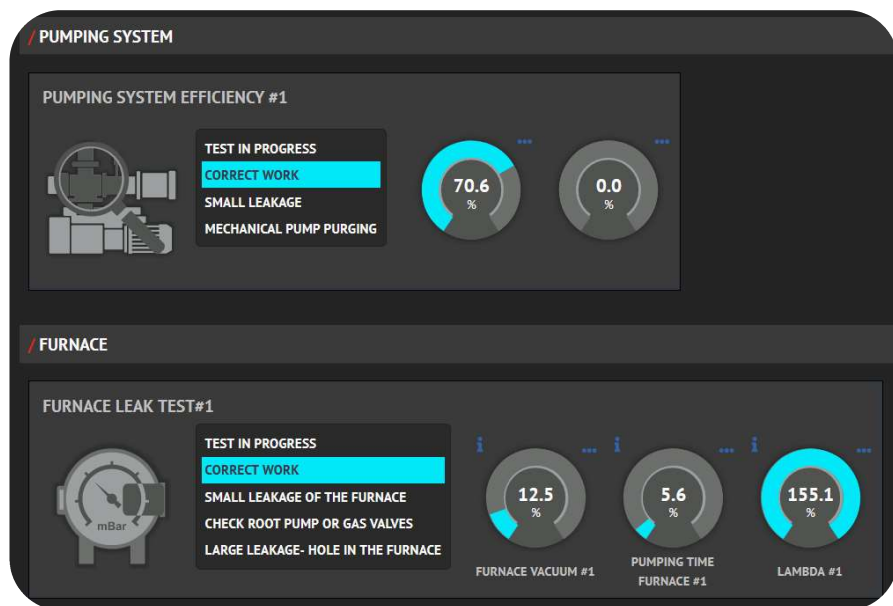 / PUMPING SYSTEM
PUMPING SYSTEM EFFICIENCY #1
TEST IN PROGRESS
CORRECT WORK
SMALL LEAKAGE
MECHANICAL PUMP PURGING
70.6
%
0.0
%
/ FURNACE
FURNACE LEAK TEST#1
mBar
TEST IN PROGRESS
CORRECT WORK
SMALL LEAKAGE OF THE FURNACE
CHECK ROOT PUMP OR GAS VALVES
LARGE LEAKAGE- HOLE IN THE FURNACE
i
12.5
%
FURNACE VACUUM #1
i
5.6
%
PUMPING TIME
FURNACE #1
i
155.1
%
LAMBDA #1